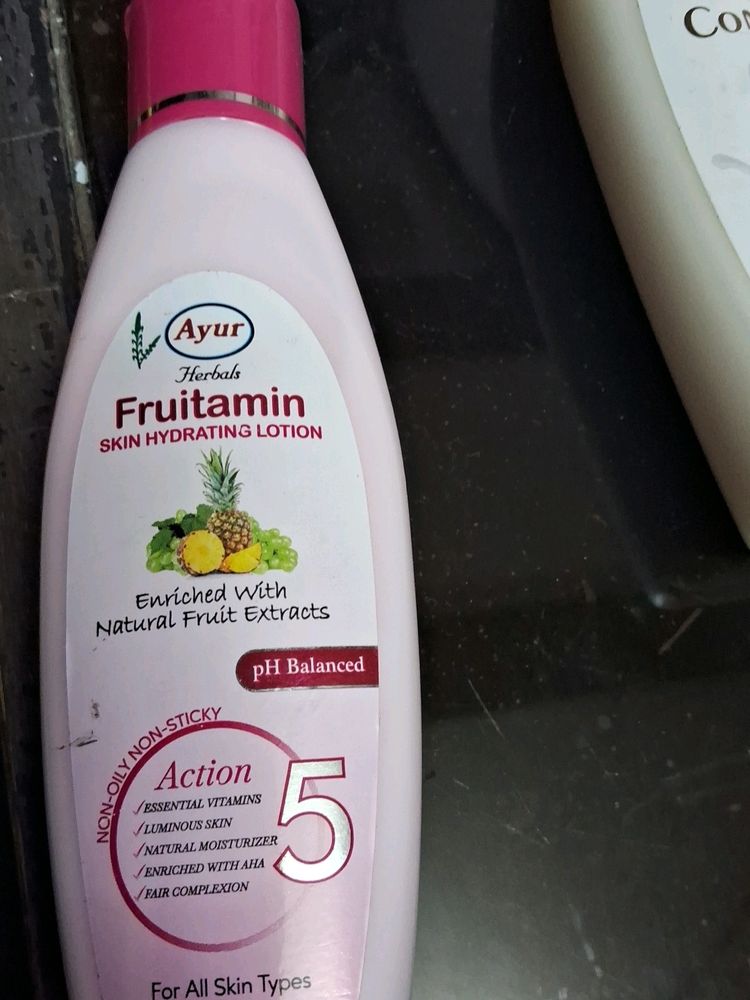 Ayur
Herbals
Fruitamin
SKIN HYDRATING LOTION
Enriched With
Natural Fruit Extracts
pH Balanced
NON-OILY NON-STICKY
Action 5
✓ESSENTIAL VITAMINS
✓LUMINOUS SKIN
✓NATURAL MOISTURIZER
✓ENRICHED WITH AHA
✓FAIR COMPLEXION
For All Skin Types